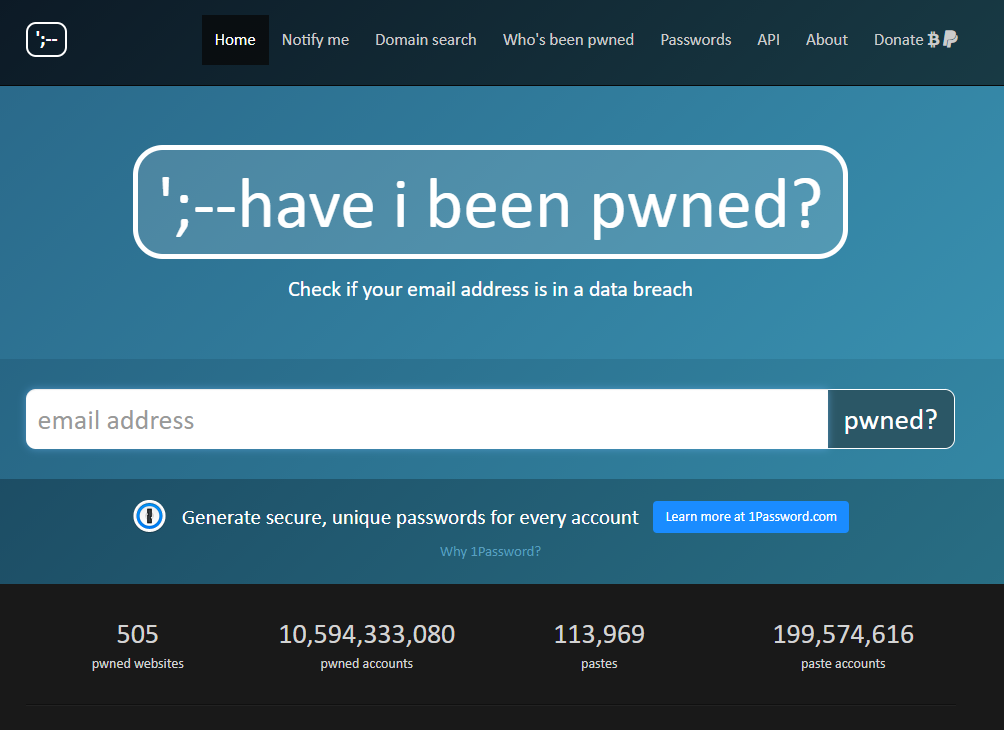 ';--
Home Notify me Domain search Who's been pwned Passwords API About Donate
';--have i been pwned?
Check if your email address is in a data breach
email address pwned?
Generate secure, unique passwords for every account Learn more at 1Password.com
Why 1Password?
505 10,594,333,080 113,969 199,574,616
pwned websites pwned accounts pastes paste accounts